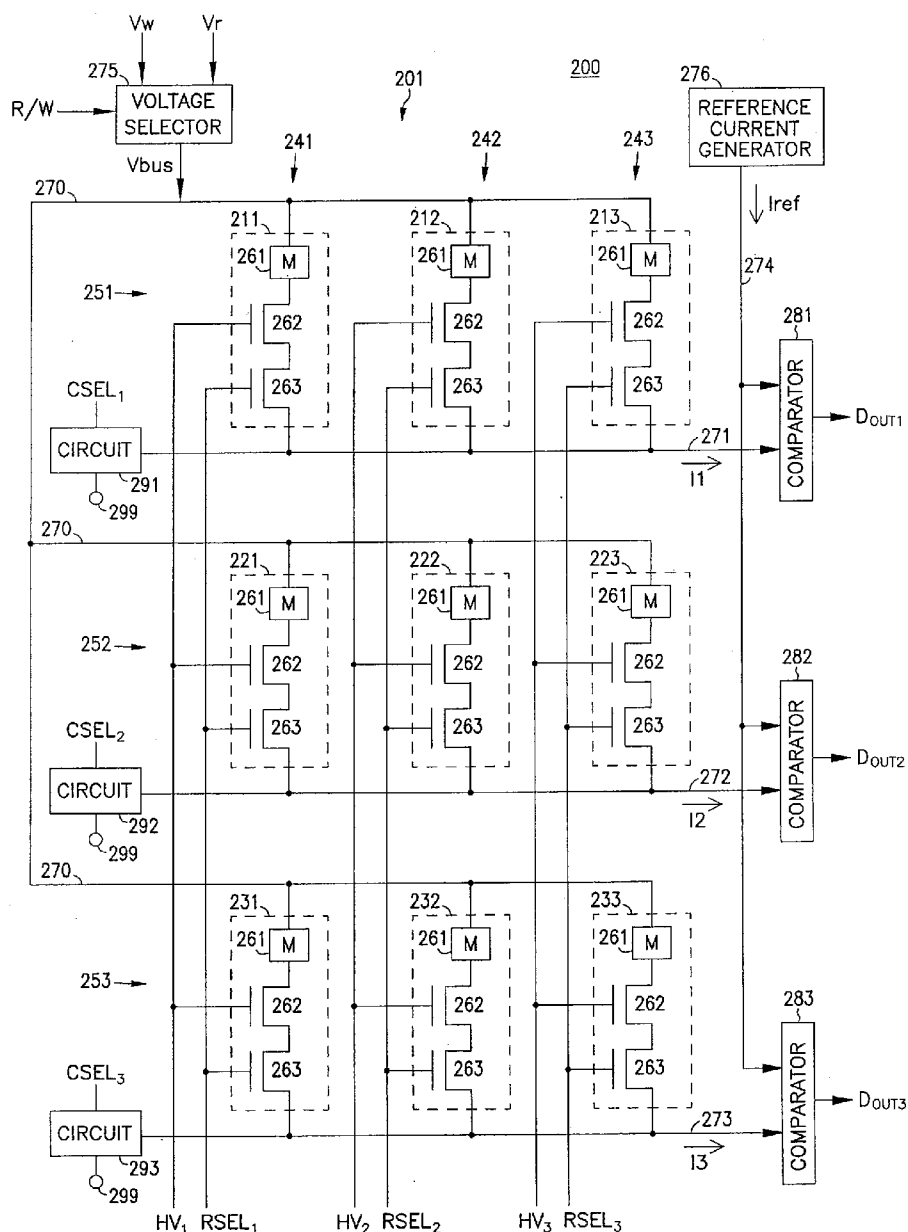 Vw Vr
275
R/W
VOLTAGE
SELECTOR
Vbus
201
200
276
REFERENCE
CURRENT
GENERATOR
Iref
274
270
241
242
243
211
261
M
262
263
212
261
M
262
263
213
261
M
262
263
251
CSEL1
CIRCUIT
291
299
271
I1
281
COMPARATOR
DOUT1
270
221
261
M
262
263
222
261
M
262
263
223
261
M
262
263
252
CSEL2
CIRCUIT
292
299
272
I2
282
COMPARATOR
DOUT2
270
231
261
M
262
263
232
261
M
262
263
233
261
M
262
263
253
CSEL3
CIRCUIT
293
299
273
I3
283
COMPARATOR
DOUT3
HV1 RSEL1 HV2 RSEL2 HV3 RSEL3